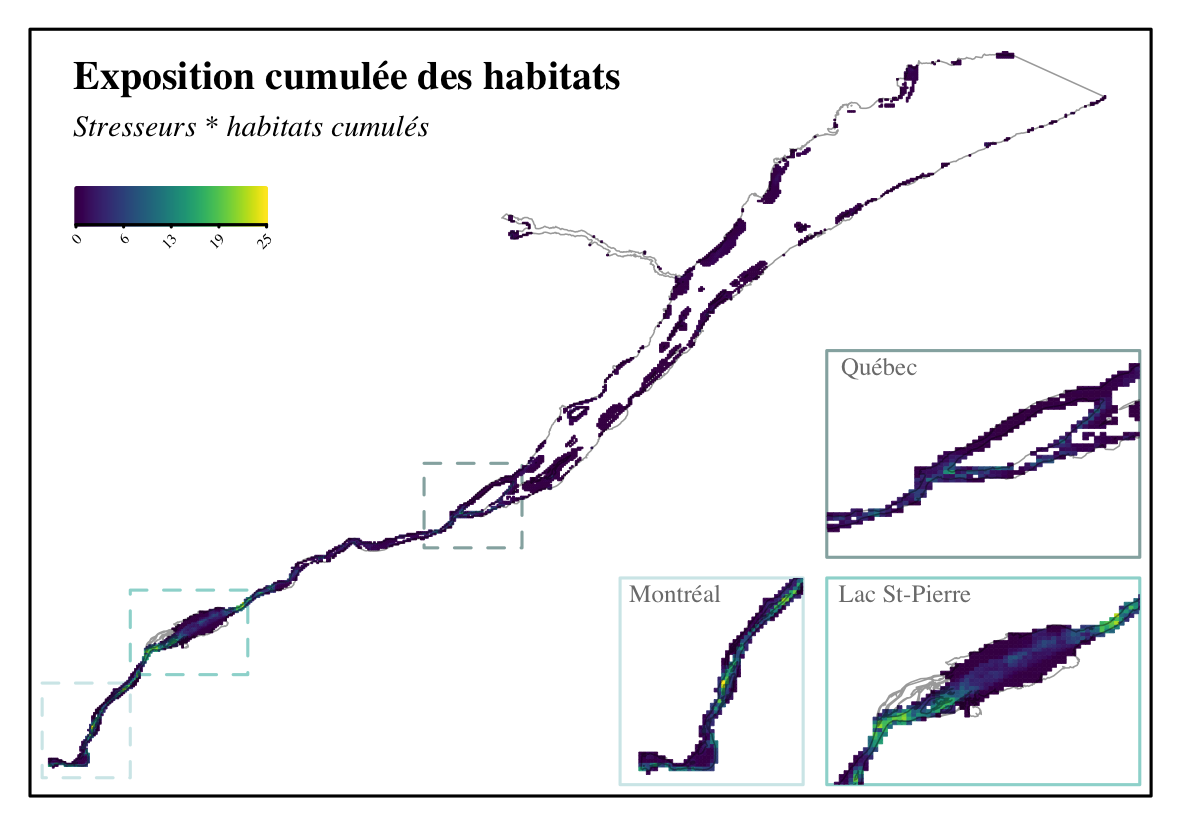 Exposition cumulée des habitats
Stresseurs * habitats cumulés
0 6 13 19 25
Québec
Montréal
Lac St-Pierre